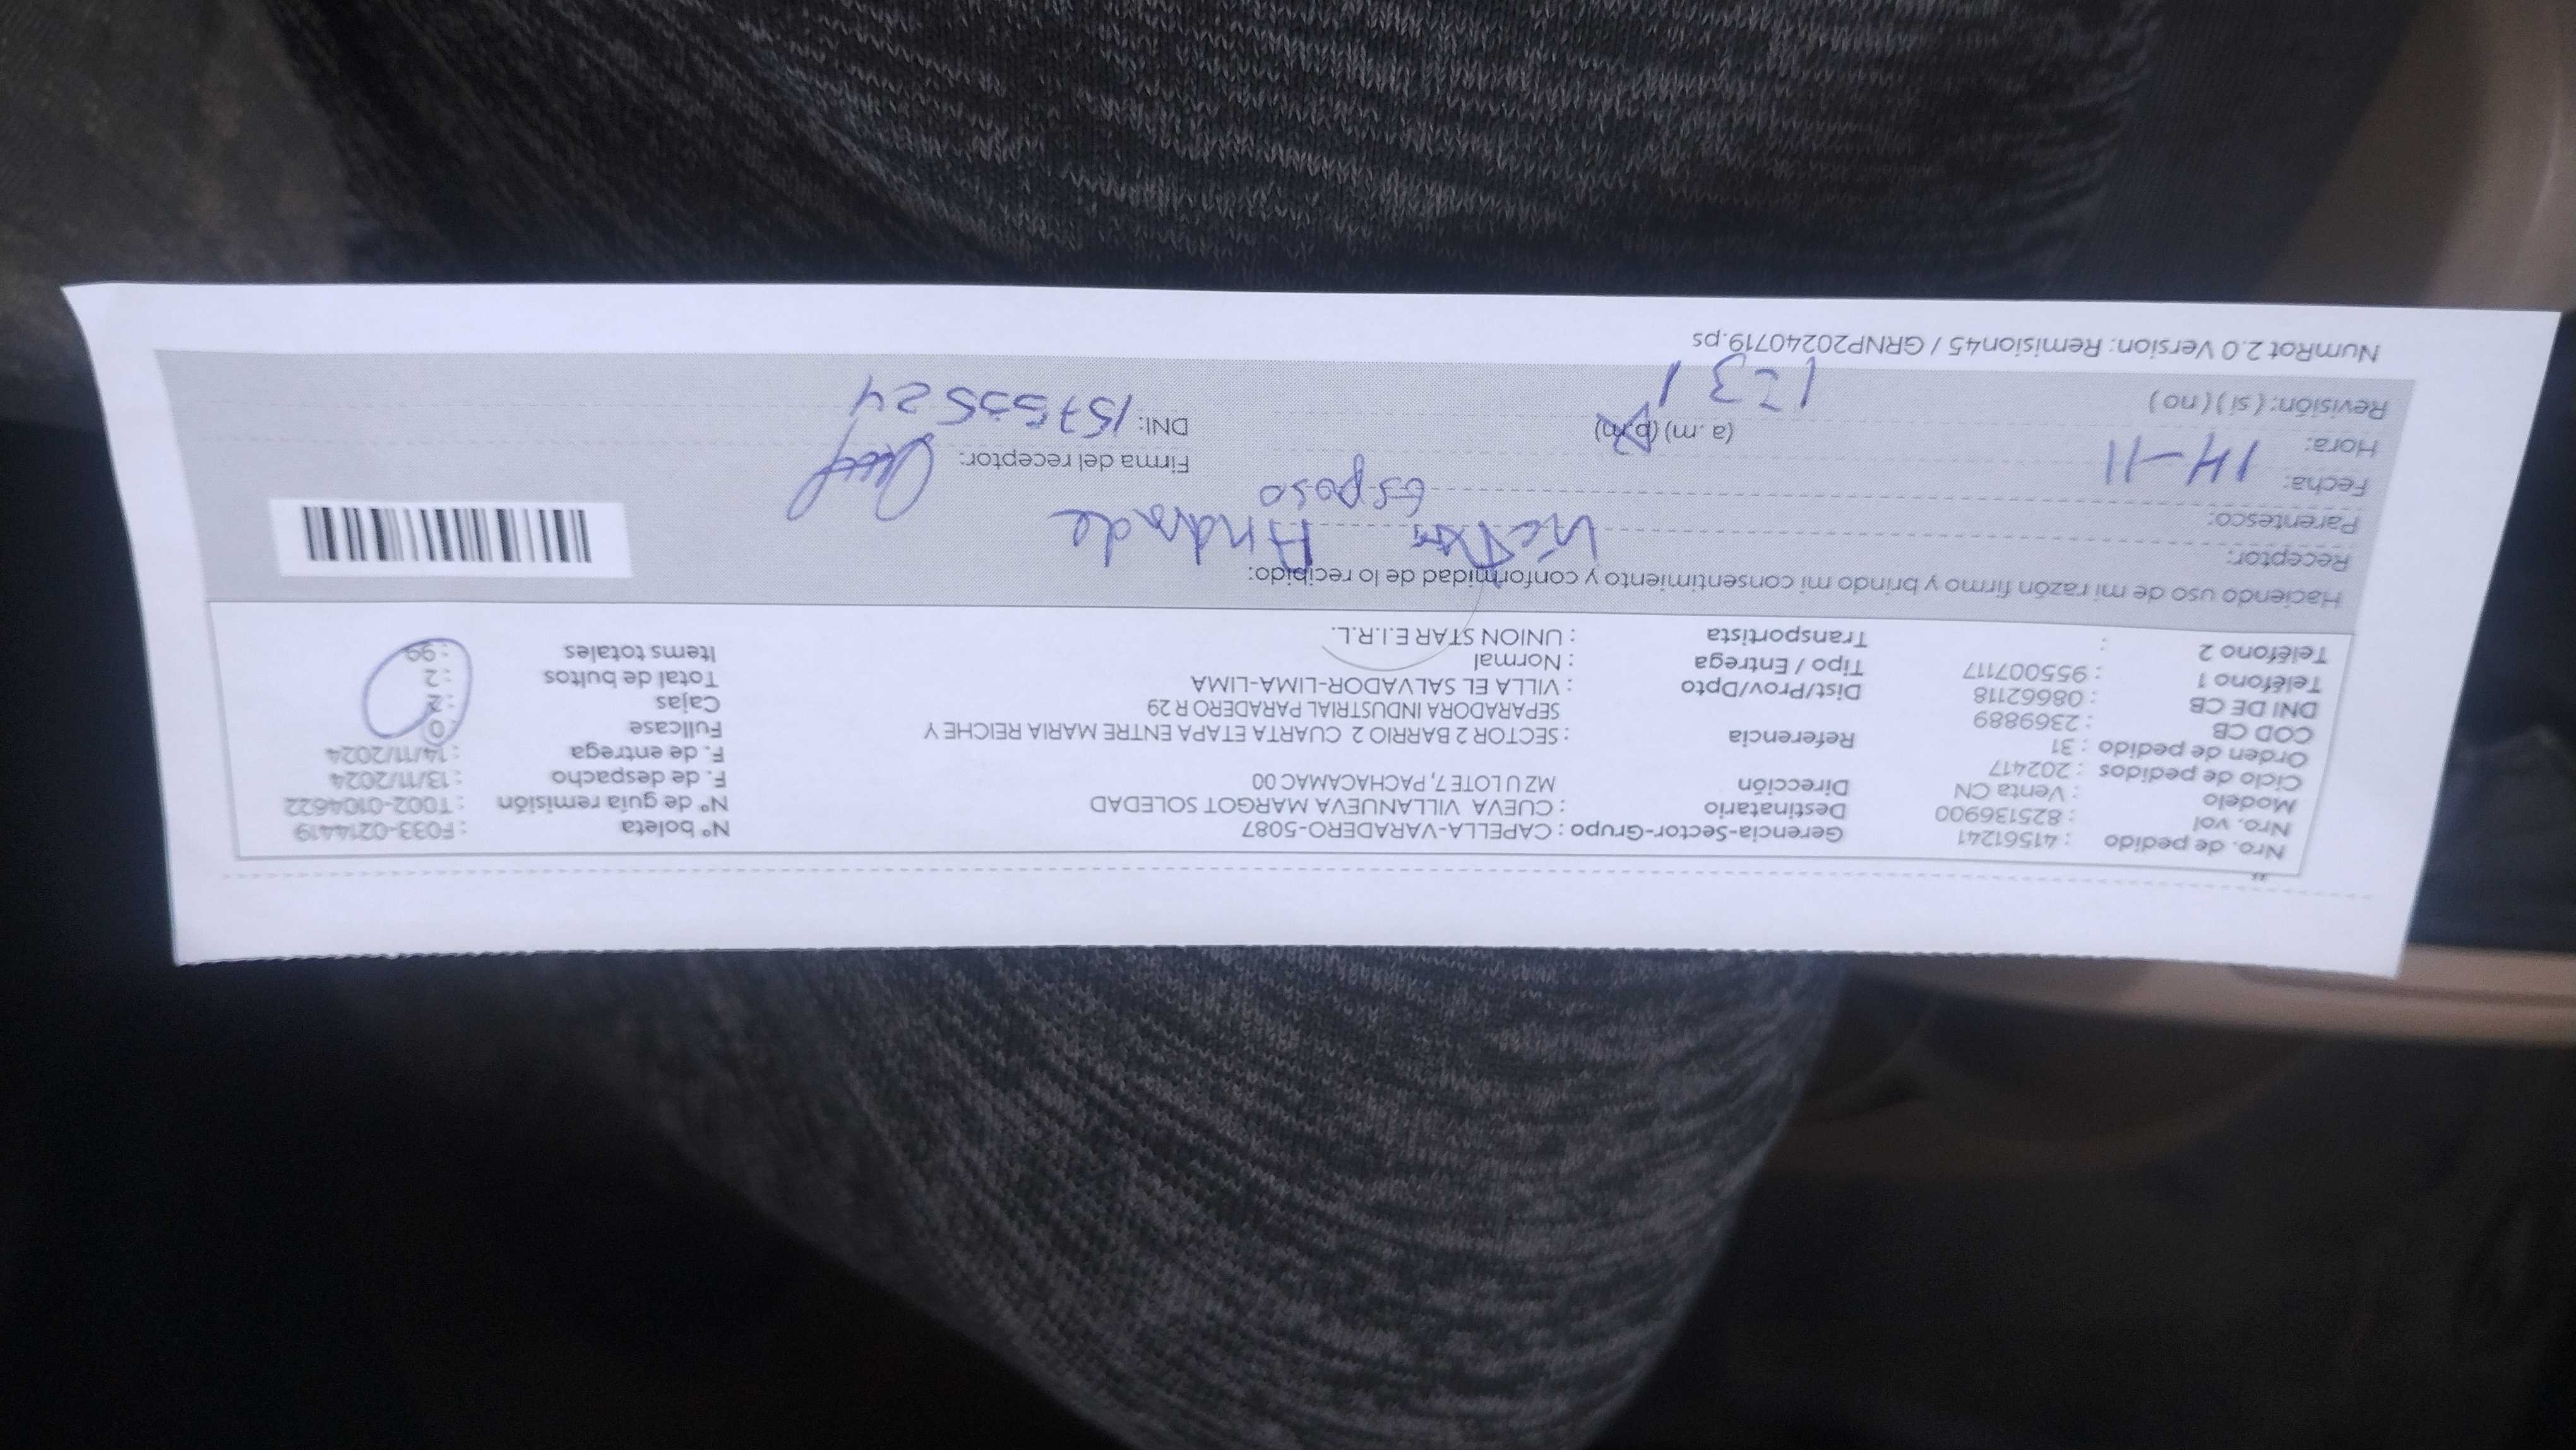 Nro. de pedido : 41561241 Gerencia-Sector-Grupo : CAPELLA-VARADERO-5087 Nº boleta : F033-0214419
Nro. vol : 825136900 Destinatario : CUEVA VILLANUEVA MARGOT SOLEDAD Nº de guía remisión : T002-0104622
Modelo : Venta CN Dirección MZ U LOTE 7, PACHACAMAC 00 F. de despacho : 13/11/2024
Ciclo de pedidos : 202417 F. de entrega : 14/11/2024
Orden de pedido : 31 Referencia : SECTOR 2 BARRIO 2 CUARTA ETAPA ENTRE MARIA REICHE Y Fullcase : 0
COD CB : 2369889 SEPARADORA INDUSTRIAL PARADERO R 29 Cajas : 2
DNI DE CB : 08662118 Dist/Prov/Dpto : VILLA EL SALVADOR-LIMA-LIMA Total de bultos : 2
Teléfono 1 : 955007117 Tipo / Entrega : Normal Items totales : 99
Teléfono 2 : Transportista : UNION STAR E.I.R.L.
Haciendo uso de mi razón firmo y brindo mi consentimiento y conformidad de lo recibido:
Receptor: Victor Andrade
Parentesco: esposo
Fecha: 14-11 Firma del receptor:
Hora: (a.m) (p.m) DNI: 15755524
Revisión: (sí) (no) 1231
NumRot 2.0 Version: Remision45 / GRNP20240719.ps